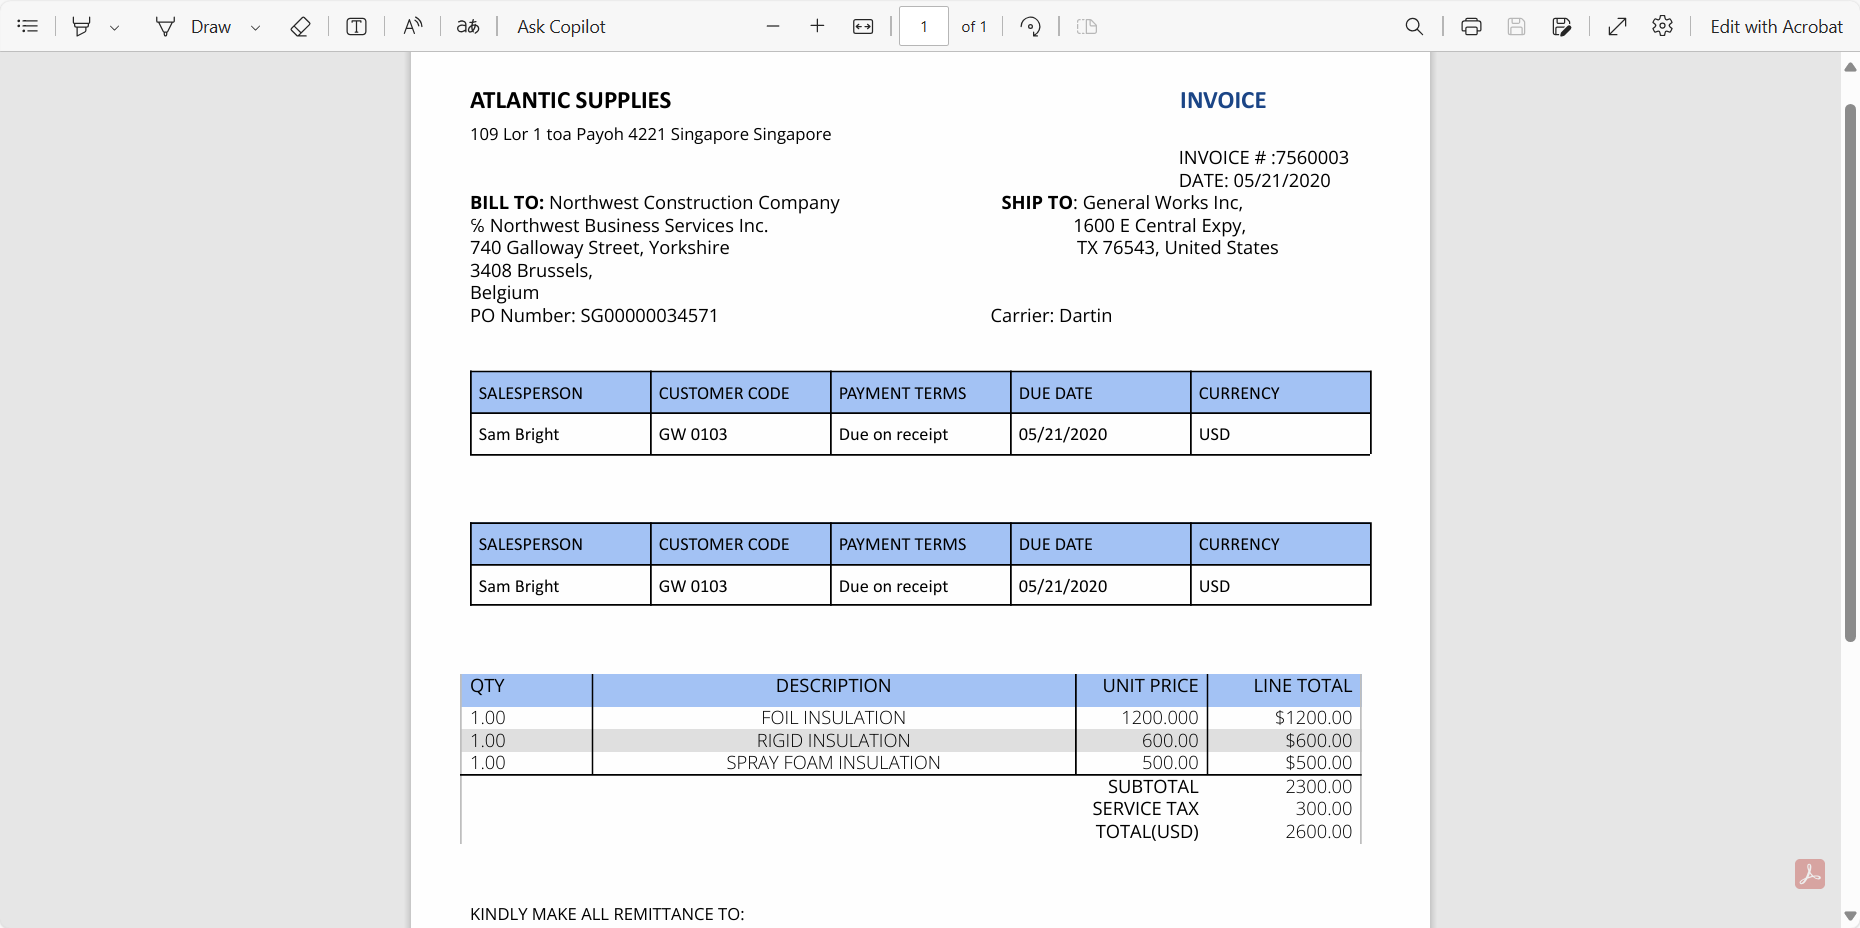 Draw
Ask Copilot
1 of 1
Edit with Acrobat
ATLANTIC SUPPLIES
INVOICE
109 Lor 1 toa Payoh 4221 Singapore Singapore
INVOICE # :7560003
DATE: 05/21/2020
BILL TO: Northwest Construction Company
℅ Northwest Business Services Inc.
740 Galloway Street, Yorkshire
3408 Brussels,
Belgium
PO Number: SG00000034571
SHIP TO: General Works Inc,
1600 E Central Expy,
TX 76543, United States
Carrier: Dartin
SALESPERSON CUSTOMER CODE PAYMENT TERMS DUE DATE CURRENCY
Sam Bright GW 0103 Due on receipt 05/21/2020 USD
SALESPERSON CUSTOMER CODE PAYMENT TERMS DUE DATE CURRENCY
Sam Bright GW 0103 Due on receipt 05/21/2020 USD
QTY DESCRIPTION UNIT PRICE LINE TOTAL
1.00 FOIL INSULATION 1200.000 $1200.00
1.00 RIGID INSULATION 600.00 $600.00
1.00 SPRAY FOAM INSULATION 500.00 $500.00
SUBTOTAL 2300.00
SERVICE TAX 300.00
TOTAL(USD) 2600.00
KINDLY MAKE ALL REMITTANCE TO: